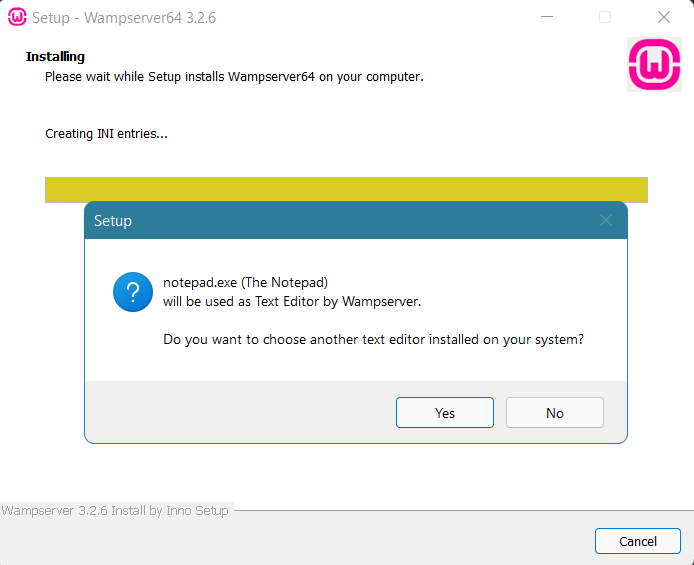 Setup - Wampserver64 3.2.6
Installing
Please wait while Setup installs Wampserver64 on your computer.
Creating INI entries...
Setup
notepad.exe (The Notepad)
will be used as Text Editor by Wampserver.
Do you want to choose another text editor installed on your system?
Yes No
Wampserver 3.2.6 Install by Inno Setup
Cancel